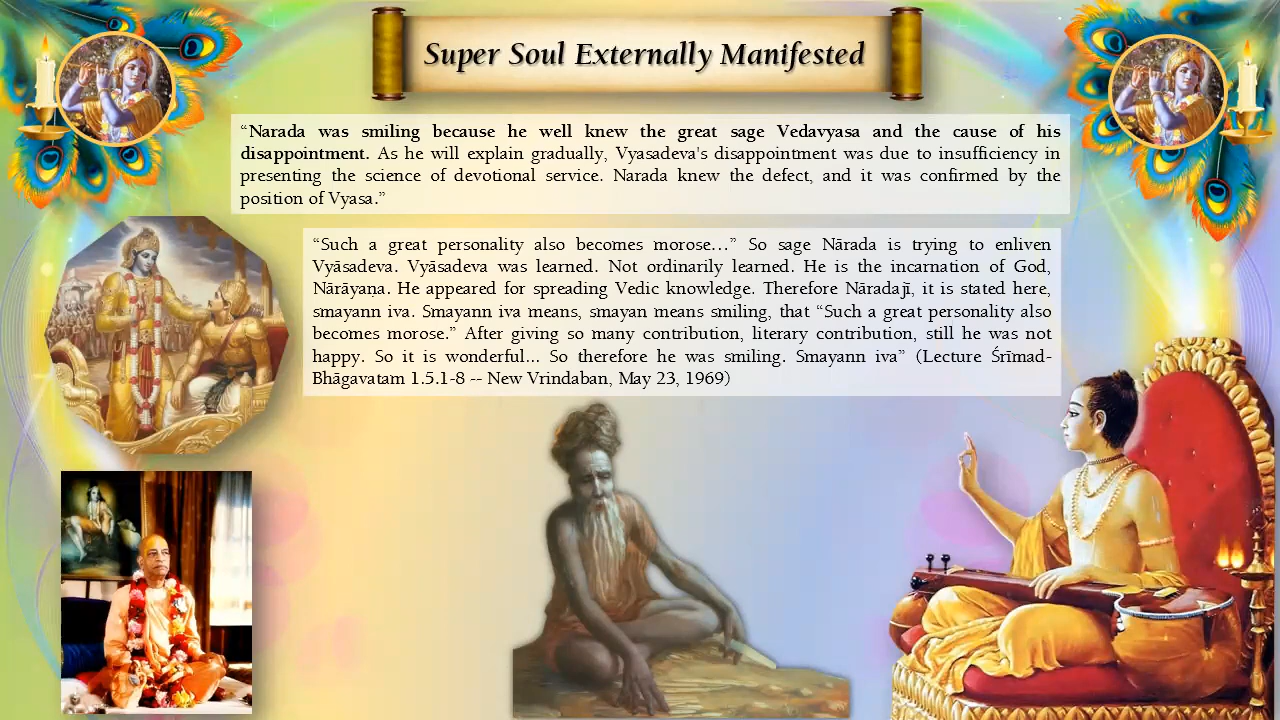 Super Soul Externally Manifested
“Narada was smiling because he well knew the great sage Vedavyasa and the cause of his
disappointment. As he will explain gradually, Vyasadeva's disappointment was due to insufficiency in
presenting the science of devotional service. Narada knew the defect, and it was confirmed by the
position of Vyasa.”
“Such a great personality also becomes morose…” So sage Nārada is trying to enliven
Vyāsadeva. Vyāsadeva was learned. Not ordinarily learned. He is the incarnation of God,
Nārāyaṇa. He appeared for spreading Vedic knowledge. Therefore Nāradajī, it is stated here,
smayann iva. Smayann iva means, smayan means smiling, that “Such a great personality also
becomes morose.” After giving so many contribution, literary contribution, still he was not
happy. So it is wonderful... So therefore he was smiling. Smayann iva” (Lecture Śrīmad-
Bhāgavatam 1.5.1-8 -- New Vrindaban, May 23, 1969)